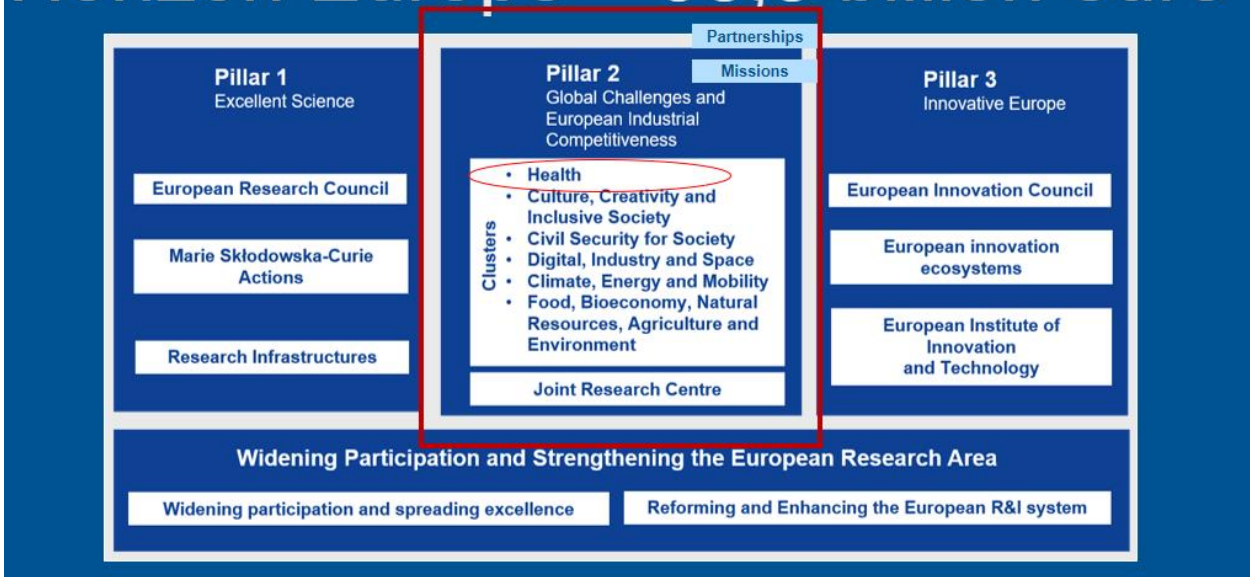 Partnerships
Missions
Pillar 1
Excellent Science
European Research Council
Marie Skłodowska-Curie
Actions
Research Infrastructures
Pillar 2
Global Challenges and
European Industrial
Competitiveness
Clusters
• Health
• Culture, Creativity and
Inclusive Society
• Civil Security for Society
• Digital, Industry and Space
• Climate, Energy and Mobility
• Food, Bioeconomy, Natural
Resources, Agriculture and
Environment
Joint Research Centre
Pillar 3
Innovative Europe
European Innovation Council
European innovation
ecosystems
European Institute of
Innovation
and Technology
Widening Participation and Strengthening the European Research Area
Widening participation and spreading excellence
Reforming and Enhancing the European R&I system